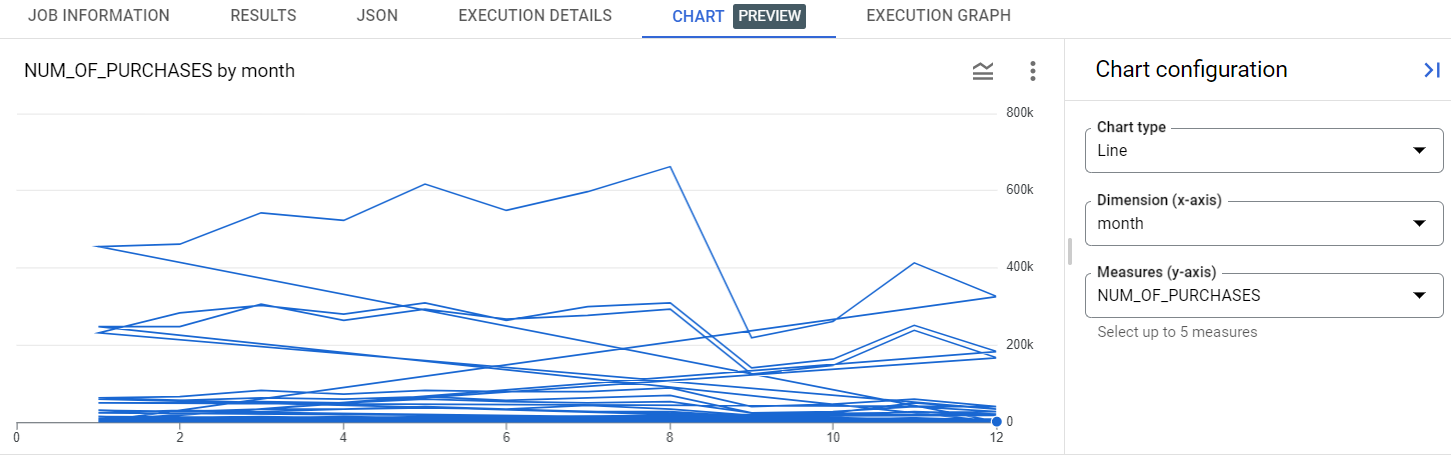 JOB INFORMATION RESULTS JSON EXECUTION DETAILS CHART PREVIEW EXECUTION GRAPH
NUM_OF_PURCHASES by month
800k
600k
400k
200k
0
0 2 4 6 8 10 12
Chart configuration
Chart type
Line
Dimension (x-axis)
month
Measures (y-axis)
NUM_OF_PURCHASES
Select up to 5 measures